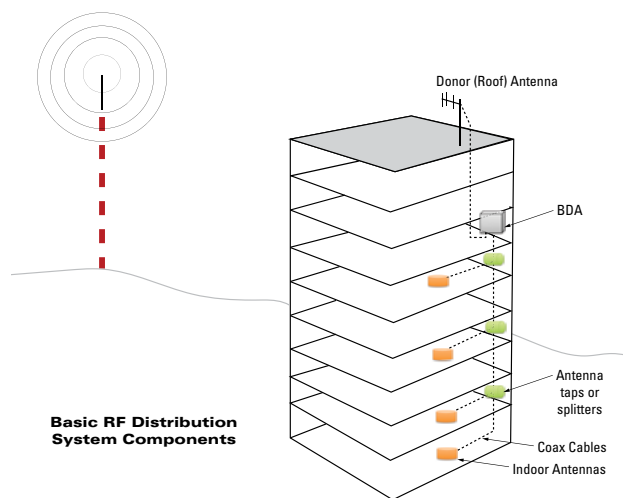 Donor (Roof) Antenna
BDA
Antenna
taps or
splitters
Basic RF Distribution
System Components
Coax Cables
Indoor Antennas